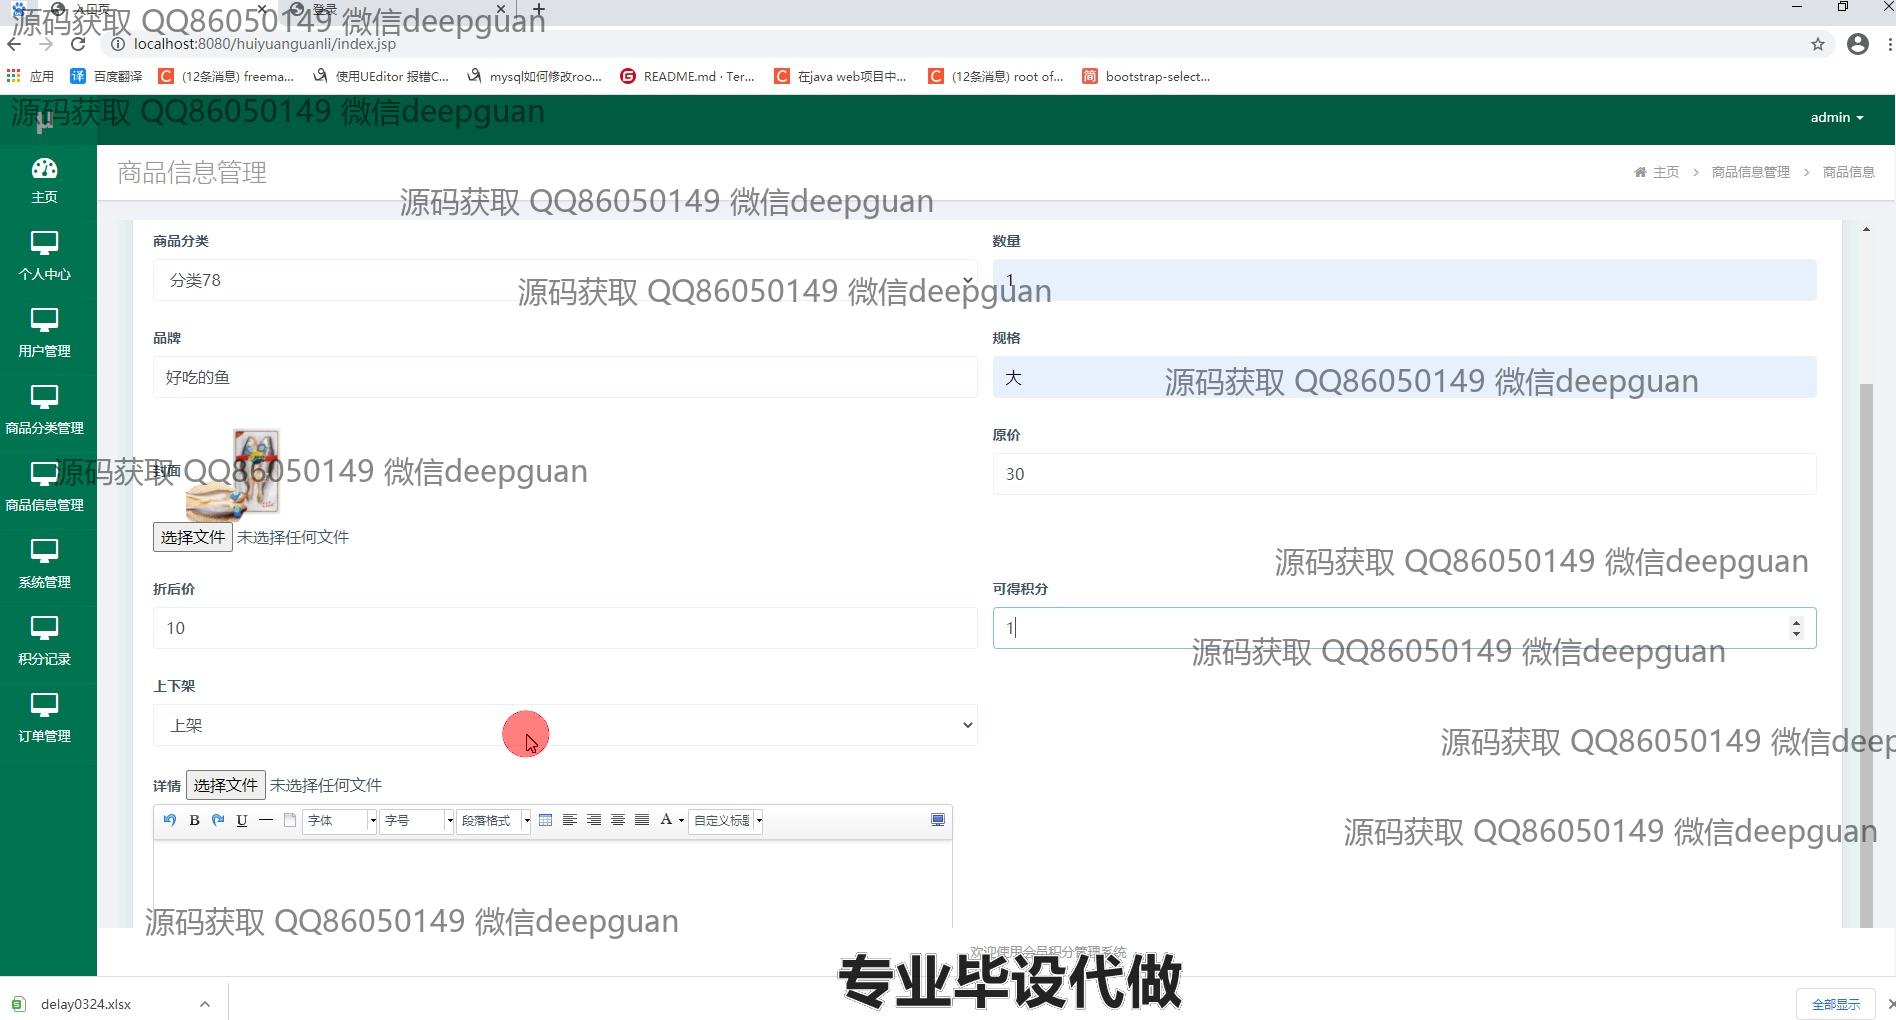 入口页
登录
源码获取 QQ86050149 微信deepguan
localhost:8080/huiyuanguanli/index.jsp
应用
百度翻译
(12条消息) freema...
使用UEditor 报错C...
mysql如何修改roo...
README.md · Ter...
在java web项目中...
(12条消息) root of...
bootstrap-select...
源码获取 QQ86050149 微信deepguan
admin
商品信息管理
主页 > 商品信息管理 > 商品信息
源码获取 QQ86050149 微信deepguan
主页
个人中心
用户管理
商品分类管理
商品信息管理
系统管理
积分记录
订单管理
商品分类
数量
分类78
1
源码获取 QQ86050149 微信deepguan
品牌
规格
好吃的鱼
大
源码获取 QQ86050149 微信deepguan
原价
封面
源码获取 QQ86050149 微信deepguan
30
选择文件 未选择任何文件
源码获取 QQ86050149 微信deepguan
折后价
可得积分
10
1
源码获取 QQ86050149 微信deepguan
上下架
上架
源码获取 QQ86050149 微信deep
详情 选择文件 未选择任何文件
B U 字体 字号 段落格式 A 自定义标题
源码获取 QQ86050149 微信deepguan
源码获取 QQ86050149 微信deepguan
欢迎使用会员积分管理系统
专业毕设代做
delay0324.xlsx
全部显示